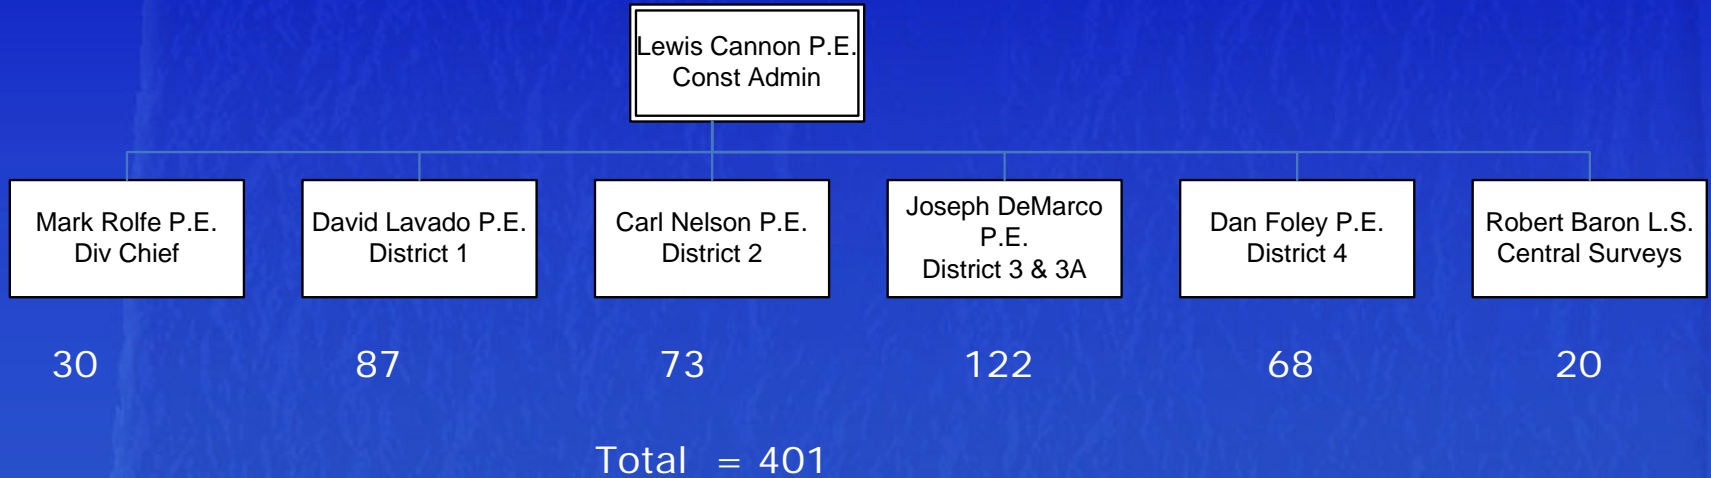 Lewis Cannon P.E.
Const Admin
Mark Rolfe P.E.
Div Chief
David Lavado P.E.
District 1
Carl Nelson P.E.
District 2
Joseph DeMarco
P.E.
District 3 & 3A
Dan Foley P.E.
District 4
Robert Baron L.S.
Central Surveys
30 87 73 122 68 20
Total = 401